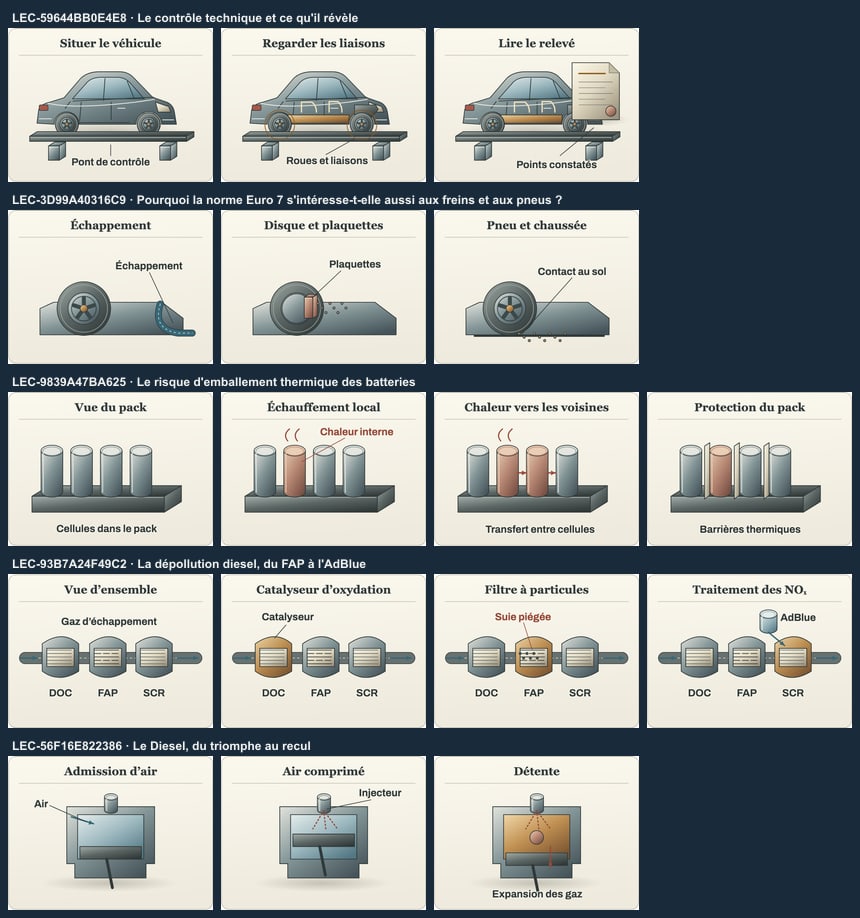 LEC-59644BB0E4E8 · Le contrôle technique et ce qu'il révèle
Situer le véhicule
Regarder les liaisons
Lire le relevé
Pont de contrôle
Roues et liaisons
Points constatés
LEC-3D99A40316C9 · Pourquoi la norme Euro 7 s'intéresse-t-elle aussi aux freins et aux pneus ?
Échappement
Disque et plaquettes
Pneu et chaussée
Échappement
Plaquettes
Contact au sol
LEC-9839A47BA625 · Le risque d'emballement thermique des batteries
Vue du pack
Échauffement local
Chaleur vers les voisines
Protection du pack
Chaleur interne
Cellules dans le pack
Transfert entre cellules
Barrières thermiques
LEC-93B7A24F49C2 · La dépollution diesel, du FAP à l'AdBlue
Vue d’ensemble
Catalyseur d’oxydation
Filtre à particules
Traitement des NOₓ
Gaz d’échappement
Catalyseur
Suie piégée
AdBlue
DOC FAP SCR
DOC FAP SCR
DOC FAP SCR
DOC FAP SCR
LEC-56F16E822386 · Le Diesel, du triomphe au recul
Admission d’air
Air comprimé
Détente
Air
Injecteur
Expansion des gaz